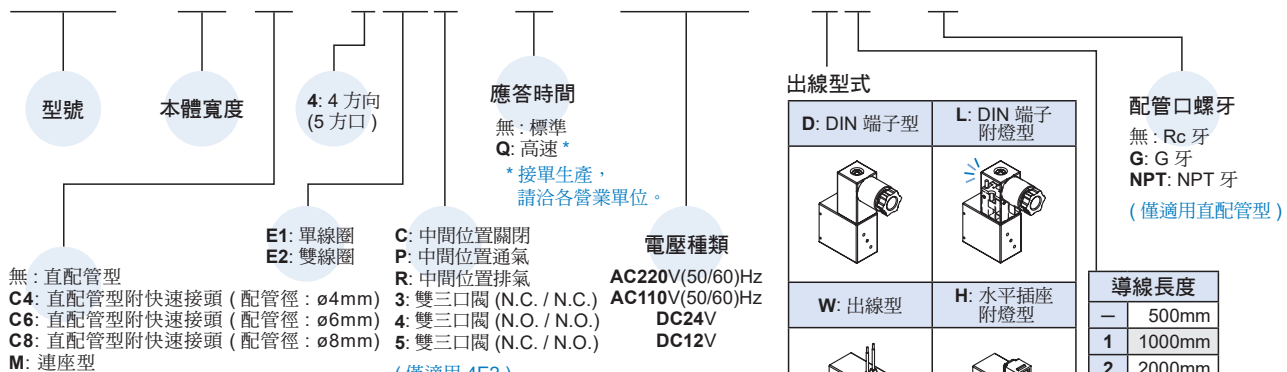 型號
本體寬度
4: 4 方向
(5 方口 )
應答時間
無 : 標準
Q: 高速 *
* 接單生產，
請洽各營業單位。
出線型式
D: DIN 端子型
L: DIN 端子
附燈型
W: 出線型
H: 水平插座
附燈型
配管口螺牙
無 : Rc 牙
G: G 牙
NPT: NPT 牙
( 僅適用直配管型 )
E1: 單線圈
E2: 雙線圈
C: 中間位置關閉
P: 中間位置通氣
R: 中間位置排氣
3: 雙三口閥 (N.C. / N.C.)
4: 雙三口閥 (N.O. / N.O.)
5: 雙三口閥 (N.C. / N.O.)
( 僅適用 4E2 )
電壓種類
AC220V(50/60)Hz
AC110V(50/60)Hz
DC24V
DC12V
無 : 直配管型
C4: 直配管型附快速接頭 ( 配管徑 : ø4mm)
C6: 直配管型附快速接頭 ( 配管徑 : ø6mm)
C8: 直配管型附快速接頭 ( 配管徑 : ø8mm)
M: 連座型
導線長度
— 500mm
1 1000mm
2 2000mm